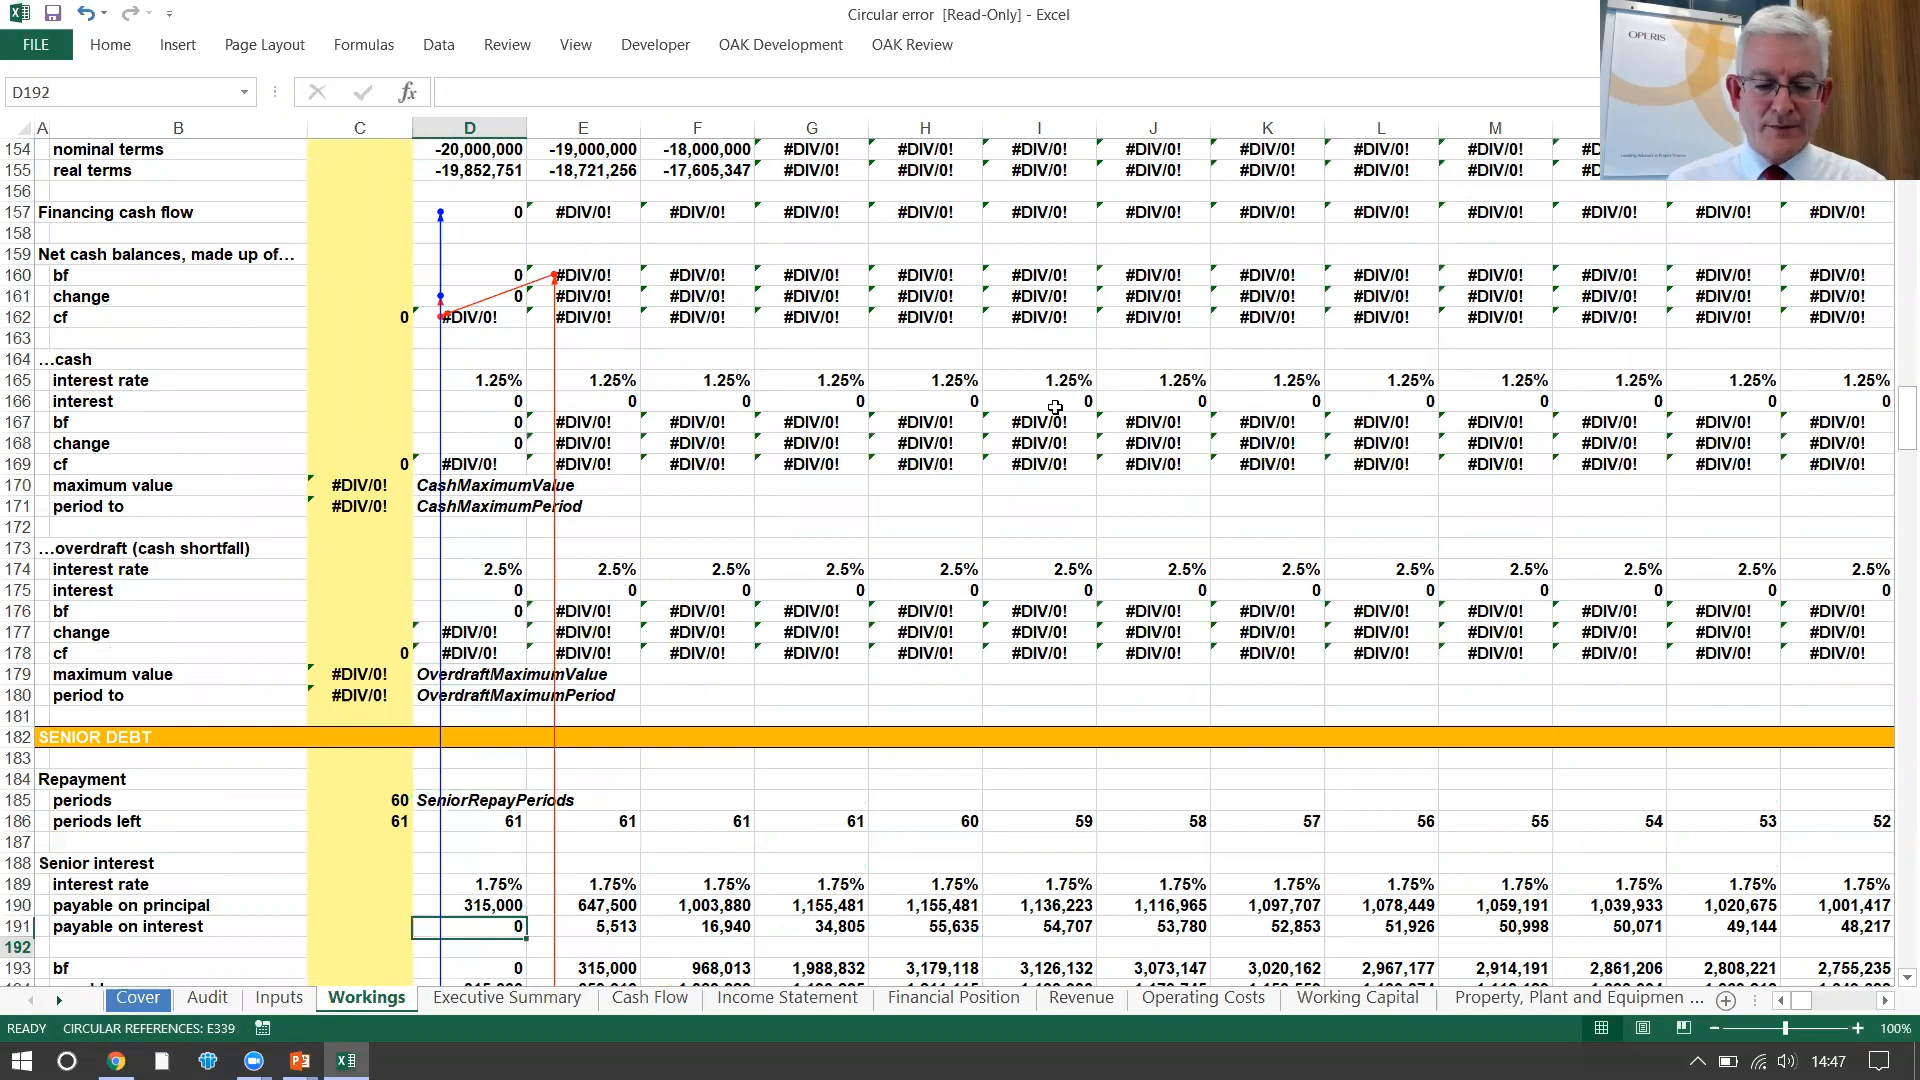 Circular error [Read-Only] - Excel
FILE Home Insert Page Layout Formulas Data Review View Developer OAK Development OAK Review
OPERIS
Leading Advisors in Project Finance
D192 fx
A B C D E F G H I J K L M
154 nominal terms -20,000,000 -19,000,000 -18,000,000 #DIV/0! #DIV/0! #DIV/0! #DIV/0! #DIV/0! #DIV/0! #DIV/0! #D
155 real terms -19,852,751 -18,721,256 -17,605,347 #DIV/0! #DIV/0! #DIV/0! #DIV/0! #DIV/0! #DIV/0! #DIV/0! #D
156
157 Financing cash flow 0 #DIV/0! #DIV/0! #DIV/0! #DIV/0! #DIV/0! #DIV/0! #DIV/0! #DIV/0! #DIV/0! #DIV/0! #DIV/0! #DIV/0!
158
159 Net cash balances, made up of…
160 bf 0 #DIV/0! #DIV/0! #DIV/0! #DIV/0! #DIV/0! #DIV/0! #DIV/0! #DIV/0! #DIV/0! #DIV/0! #DIV/0! #DIV/0!
161 change 0 #DIV/0! #DIV/0! #DIV/0! #DIV/0! #DIV/0! #DIV/0! #DIV/0! #DIV/0! #DIV/0! #DIV/0! #DIV/0! #DIV/0!
162 cf 0 #DIV/0! #DIV/0! #DIV/0! #DIV/0! #DIV/0! #DIV/0! #DIV/0! #DIV/0! #DIV/0! #DIV/0! #DIV/0! #DIV/0! #DIV/0!
163
164 …cash
165 interest rate 1.25% 1.25% 1.25% 1.25% 1.25% 1.25% 1.25% 1.25% 1.25% 1.25% 1.25% 1.25% 1.25%
166 interest 0 0 0 0 0 0 0 0 0 0 0 0 0
167 bf 0 #DIV/0! #DIV/0! #DIV/0! #DIV/0! #DIV/0! #DIV/0! #DIV/0! #DIV/0! #DIV/0! #DIV/0! #DIV/0! #DIV/0!
168 change 0 #DIV/0! #DIV/0! #DIV/0! #DIV/0! #DIV/0! #DIV/0! #DIV/0! #DIV/0! #DIV/0! #DIV/0! #DIV/0! #DIV/0!
169 cf 0 #DIV/0! #DIV/0! #DIV/0! #DIV/0! #DIV/0! #DIV/0! #DIV/0! #DIV/0! #DIV/0! #DIV/0! #DIV/0! #DIV/0! #DIV/0!
170 maximum value #DIV/0! CashMaximumValue
171 period to #DIV/0! CashMaximumPeriod
172
173 …overdraft (cash shortfall)
174 interest rate 2.5% 2.5% 2.5% 2.5% 2.5% 2.5% 2.5% 2.5% 2.5% 2.5% 2.5% 2.5% 2.5%
175 interest 0 0 0 0 0 0 0 0 0 0 0 0 0
176 bf 0 #DIV/0! #DIV/0! #DIV/0! #DIV/0! #DIV/0! #DIV/0! #DIV/0! #DIV/0! #DIV/0! #DIV/0! #DIV/0! #DIV/0!
177 change #DIV/0! #DIV/0! #DIV/0! #DIV/0! #DIV/0! #DIV/0! #DIV/0! #DIV/0! #DIV/0! #DIV/0! #DIV/0! #DIV/0! #DIV/0!
178 cf 0 #DIV/0! #DIV/0! #DIV/0! #DIV/0! #DIV/0! #DIV/0! #DIV/0! #DIV/0! #DIV/0! #DIV/0! #DIV/0! #DIV/0! #DIV/0!
179 maximum value #DIV/0! OverdraftMaximumValue
180 period to #DIV/0! OverdraftMaximumPeriod
181
182 SENIOR DEBT
183
184 Repayment
185 periods 60 SeniorRepayPeriods
186 periods left 61 61 61 61 61 60 59 58 57 56 55 54 53 52
187
188 Senior interest
189 interest rate 1.75% 1.75% 1.75% 1.75% 1.75% 1.75% 1.75% 1.75% 1.75% 1.75% 1.75% 1.75% 1.75%
190 payable on principal 315,000 647,500 1,003,880 1,155,481 1,155,481 1,136,223 1,116,965 1,097,707 1,078,449 1,059,191 1,039,933 1,020,675 1,001,417
191 payable on interest 0 5,513 16,940 34,805 55,635 54,707 53,780 52,853 51,926 50,998 50,071 49,144 48,217
192
193 bf 0 315,000 968,013 1,988,832 3,179,118 3,126,132 3,073,147 3,020,162 2,967,177 2,914,191 2,861,206 2,808,221 2,755,235
Cover Audit Inputs Workings Executive Summary Cash Flow Income Statement Financial Position Revenue Operating Costs Working Capital Property, Plant and Equipmen ...
READY CIRCULAR REFERENCES: E339 100%
14:47